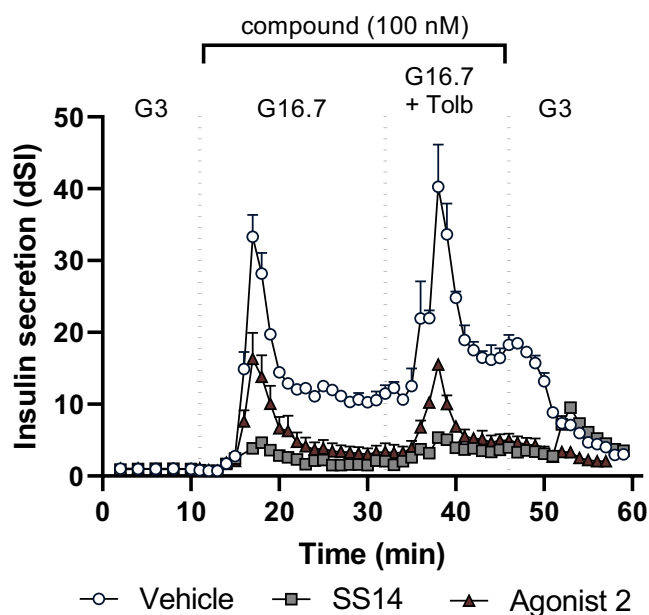 compound (100 nM)
G3
G16.7
G16.7
+ Tolb
G3
Insulin secretion (dSI)
50
40
30
20
10
0
0 10 20 30 40 50 60
Time (min)
Vehicle SS14 Agonist 2